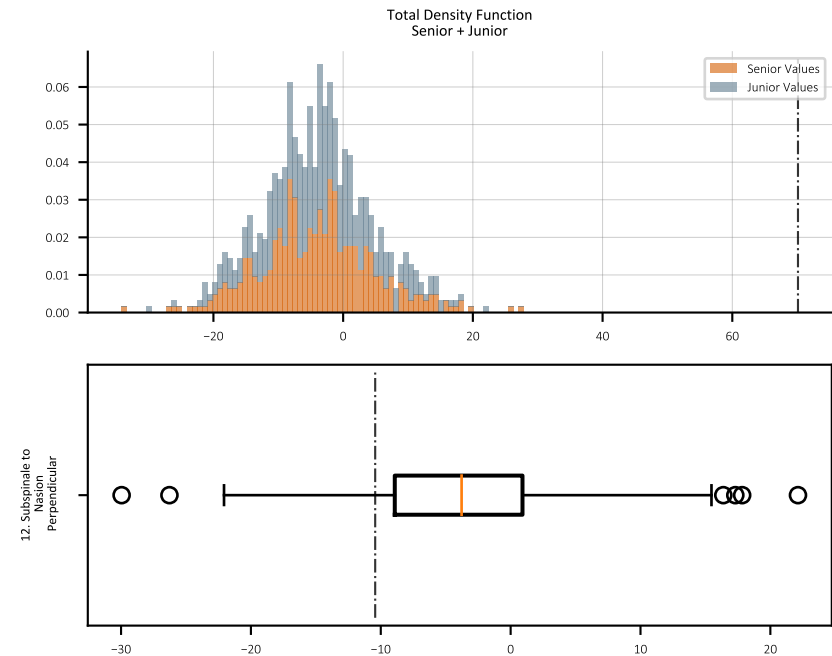 Total Density Function
Senior + Junior
Senior Values
Junior Values
0.06
0.05
0.04
0.03
0.02
0.01
0.00
−20
0
20
40
60
12. Subspinale to
Nasion
Perpendicular
−30
−20
−10
0
10
20